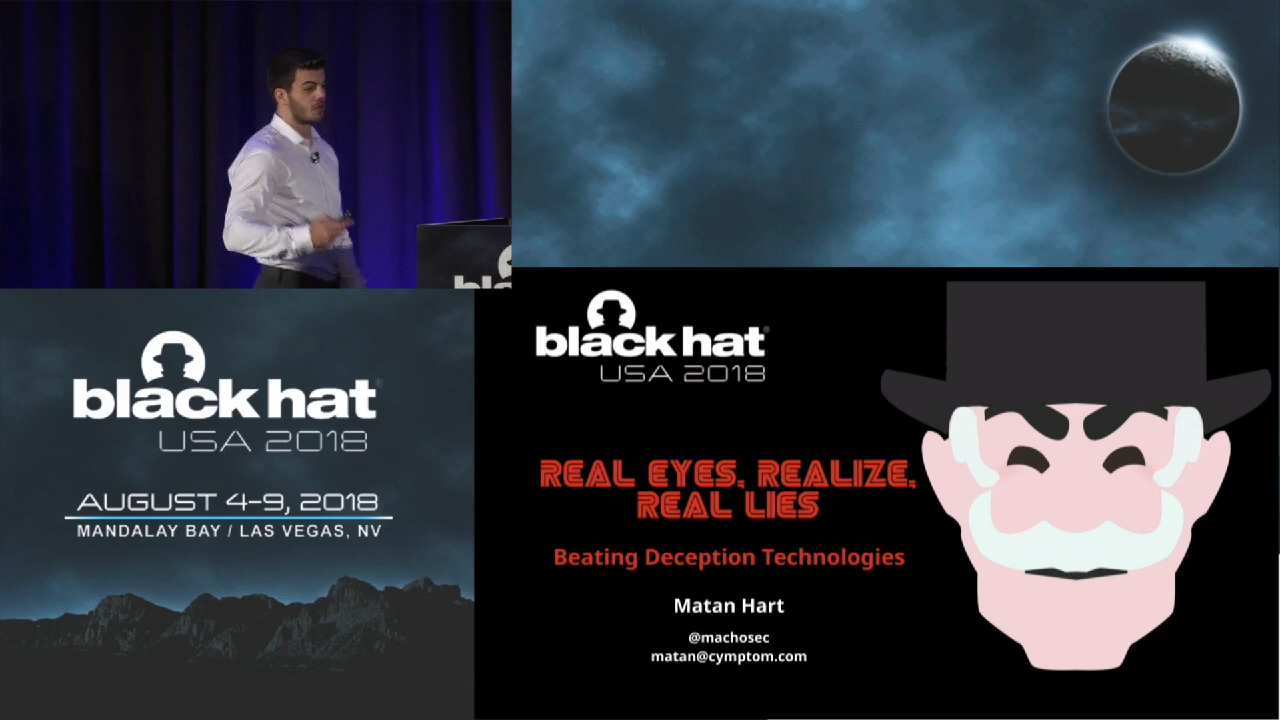 bla
black hat
USA 2018
AUGUST 4-9, 2018
MANDALAY BAY / LAS VEGAS, NV
black hat
USA 2018
REAL EYES, REALIZE,
REAL LIES
Beating Deception Technologies
Matan Hart
@machosec
matan@cymptom.com